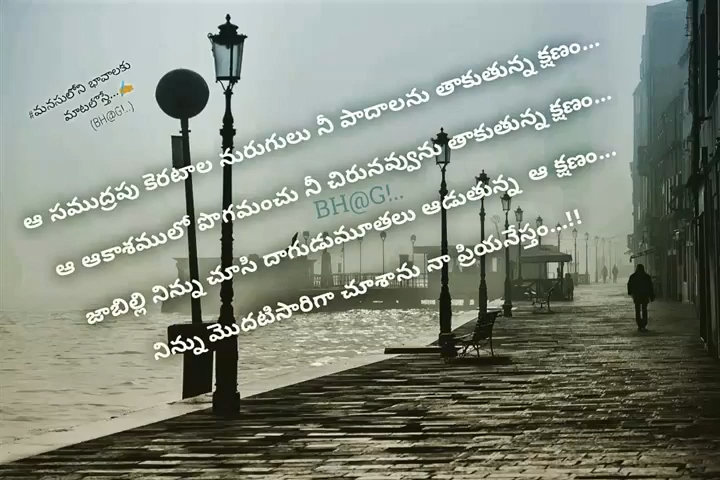 #మనసులోని భావాలకు
మాటలొస్తే...✍
(BH@G!..)
ఆ సముద్రపు కెరటాల నురుగులు నీ పాదాలను తాకుతున్న క్షణం...
ఆ ఆకాశములో పొగమంచు నీ చిరునవ్వును తాకుతున్న క్షణం...
BH@G!..
జాబిల్లి నిన్ను చూసి దాగుడుమూతలు ఆడుతున్న ఆ క్షణం...
నిన్ను మొదటిసారిగా చూశాను నా ప్రియనేస్తం...!!